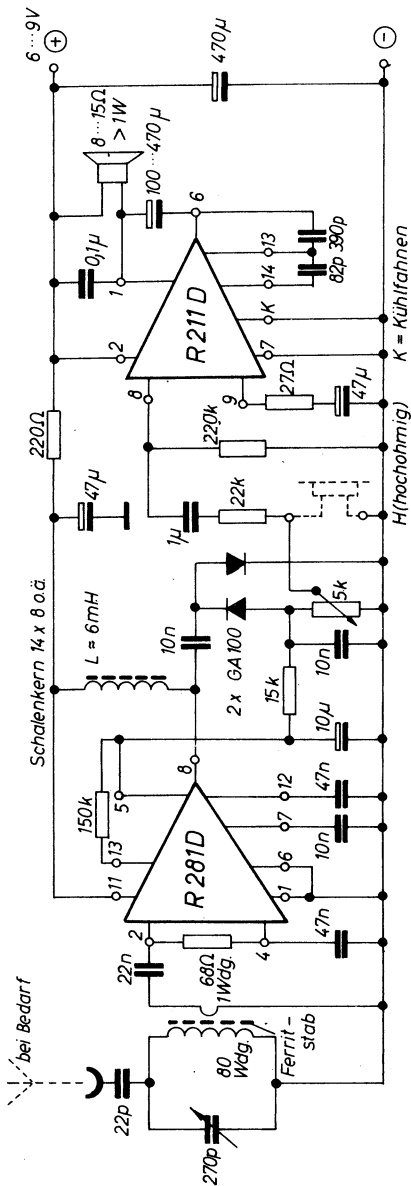 bei Bedarf
22p
270p
80
Wdg.
Ferrit-
stab
1Wdg.
22n
68Ω
2
4
47n
R 281 D
11
13
150k
5
8
1
6
7
12
10n
47n
10µ
Schalenkern 14 x 8 o.ä.
L = 6mH
10n
2 x GA100
15k
10n
5k
47µ
220Ω
1µ
22k
H(hochohmig)
220k
8
9
27Ω
47µ
R 211 D
2
1
0,1µ
7
K
14
13
6
82p
390p
K = Kühlfahnen
8...15Ω
> 1W
100...470µ
470µ
6...9V
+
−